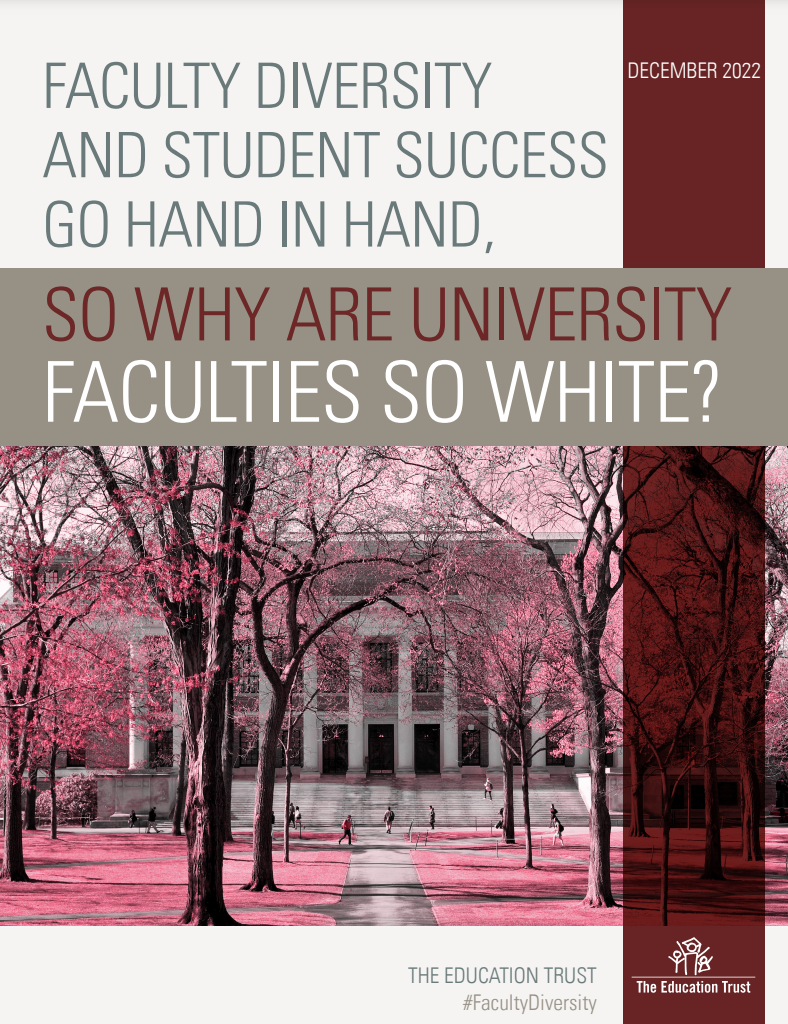 FACULTY DIVERSITY
AND STUDENT SUCCESS
GO HAND IN HAND,
SO WHY ARE UNIVERSITY
FACULTIES SO WHITE?
DECEMBER 2022
THE EDUCATION TRUST
#FacultyDiversity
The Education Trust